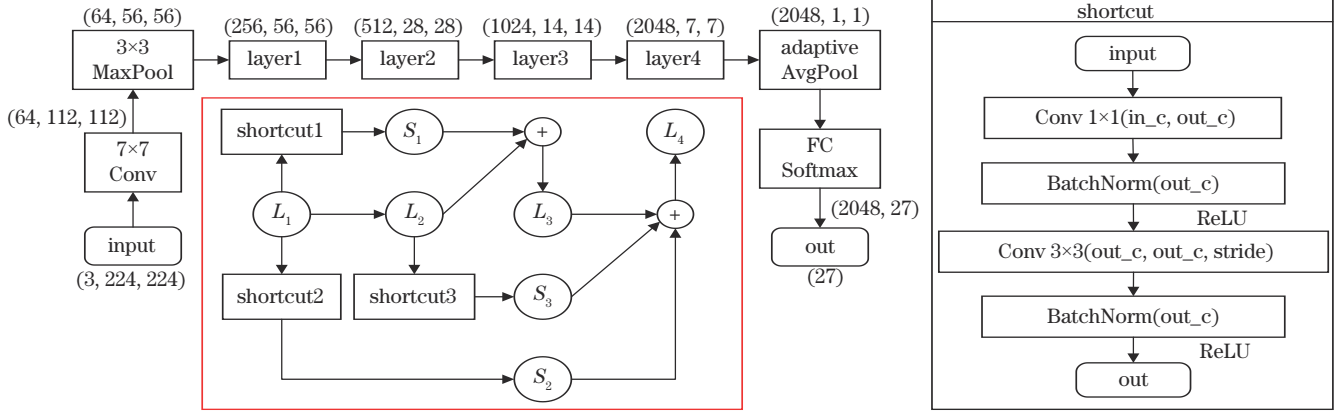 (64, 56, 56)
3×3
MaxPool
(256, 56, 56)
layer1
(512, 28, 28)
layer2
(1024, 14, 14)
layer3
(2048, 7, 7)
layer4
(2048, 1, 1)
adaptive
AvgPool
(64, 112, 112)
7×7
Conv
input
(3, 224, 224)
FC
Softmax
(2048, 27)
out
(27)
shortcut1
S₁
+
L₄
L₁
L₂
L₃
+
shortcut2
shortcut3
S₃
S₂
shortcut
input
Conv 1×1(in_c, out_c)
BatchNorm(out_c)
ReLU
Conv 3×3(out_c, out_c, stride)
BatchNorm(out_c)
ReLU
out